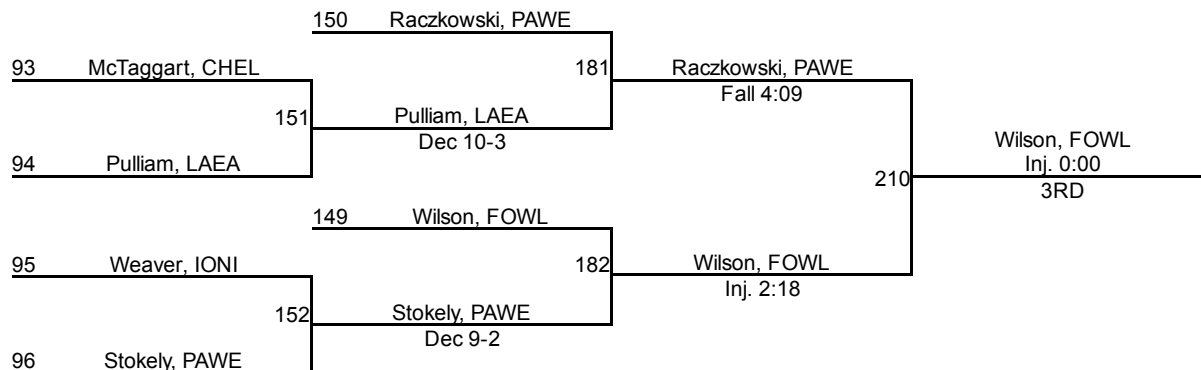 150 Raczkowski, PAWE
93 McTaggart, CHEL
181 Raczkowski, PAWE
Fall 4:09
151 Pulliam, LAEA
Dec 10-3
94 Pulliam, LAEA
Wilson, FOWL
Inj. 0:00
210 3RD
149 Wilson, FOWL
95 Weaver, IONI
182 Wilson, FOWL
Inj. 2:18
152 Stokely, PAWE
Dec 9-2
96 Stokely, PAWE